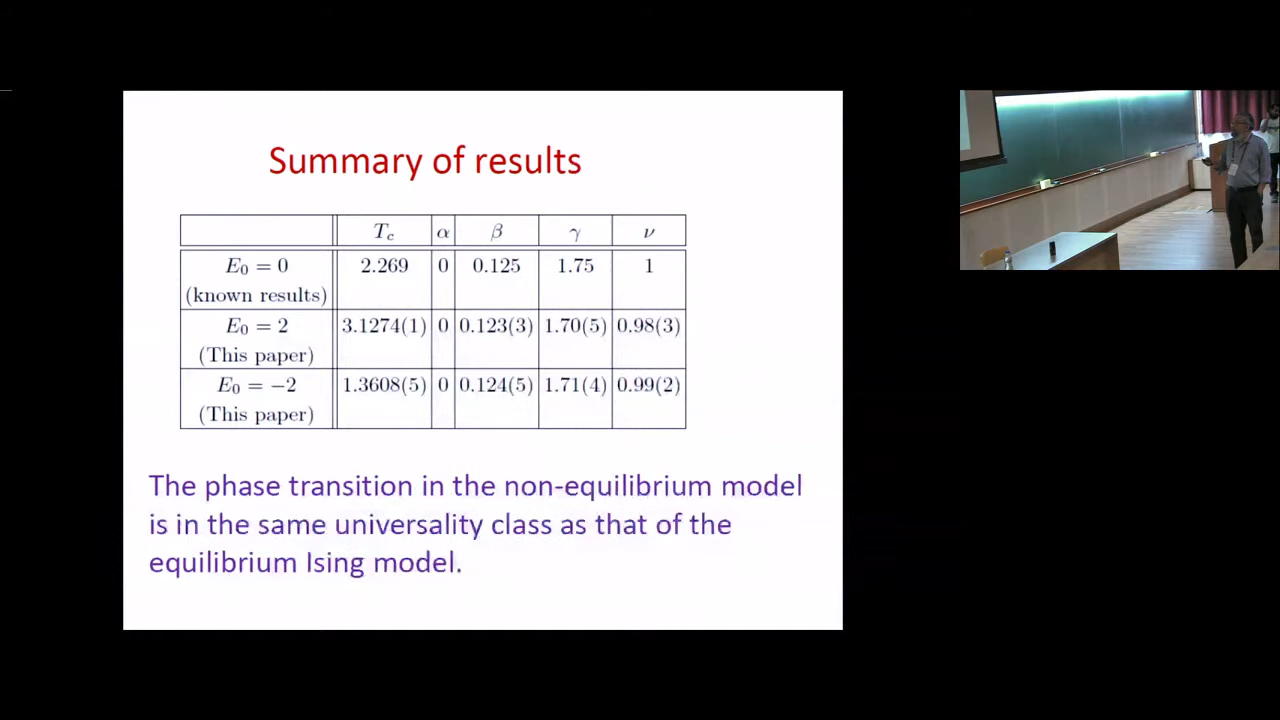 Summary of results
T_c α β γ ν
E_0 = 0 2.269 0 0.125 1.75 1
(known results)
E_0 = 2 3.1274(1) 0 0.123(3) 1.70(5) 0.98(3)
(This paper)
E_0 = −2 1.3608(5) 0 0.124(5) 1.71(4) 0.99(2)
(This paper)
The phase transition in the non-equilibrium model
is in the same universality class as that of the
equilibrium Ising model.